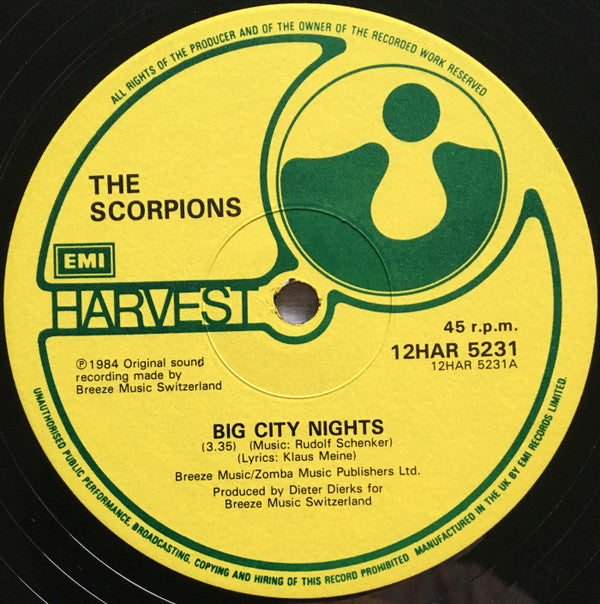 ALL RIGHTS OF THE PRODUCER AND OF THE OWNER OF THE RECORDED WORK RESERVED
THE
SCORPIONS
EMI
HARVEST
45 r.p.m.
12HAR 5231
12HAR 5231A
℗ 1984 Original sound
recording made by
Breeze Music Switzerland
BIG CITY NIGHTS
(3.35) (Music: Rudolf Schenker)
(Lyrics: Klaus Meine)
Breeze Music/Zomba Music Publishers Ltd.
Produced by Dieter Dierks for
Breeze Music Switzerland
UNAUTHORISED PUBLIC PERFORMANCE, BROADCASTING, COPYING AND HIRING OF THIS RECORD PROHIBITED MANUFACTURED IN THE UK BY EMI RECORDS LIMITED.